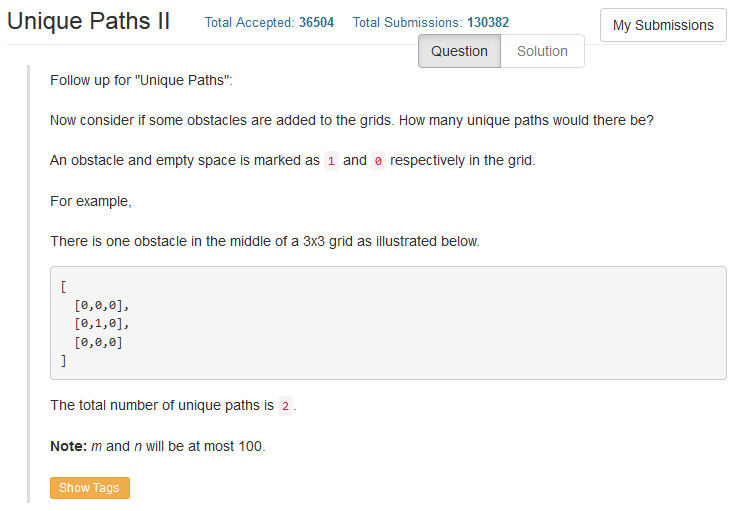 Unique Paths II Total Accepted: 36504 Total Submissions: 130382 My Submissions
Question Solution
Follow up for "Unique Paths":
Now consider if some obstacles are added to the grids. How many unique paths would there be?
An obstacle and empty space is marked as 1 and 0 respectively in the grid.
For example,
There is one obstacle in the middle of a 3x3 grid as illustrated below.
[
  [0,0,0],
  [0,1,0],
  [0,0,0]
]
The total number of unique paths is 2.
Note: m and n will be at most 100.
Show Tags